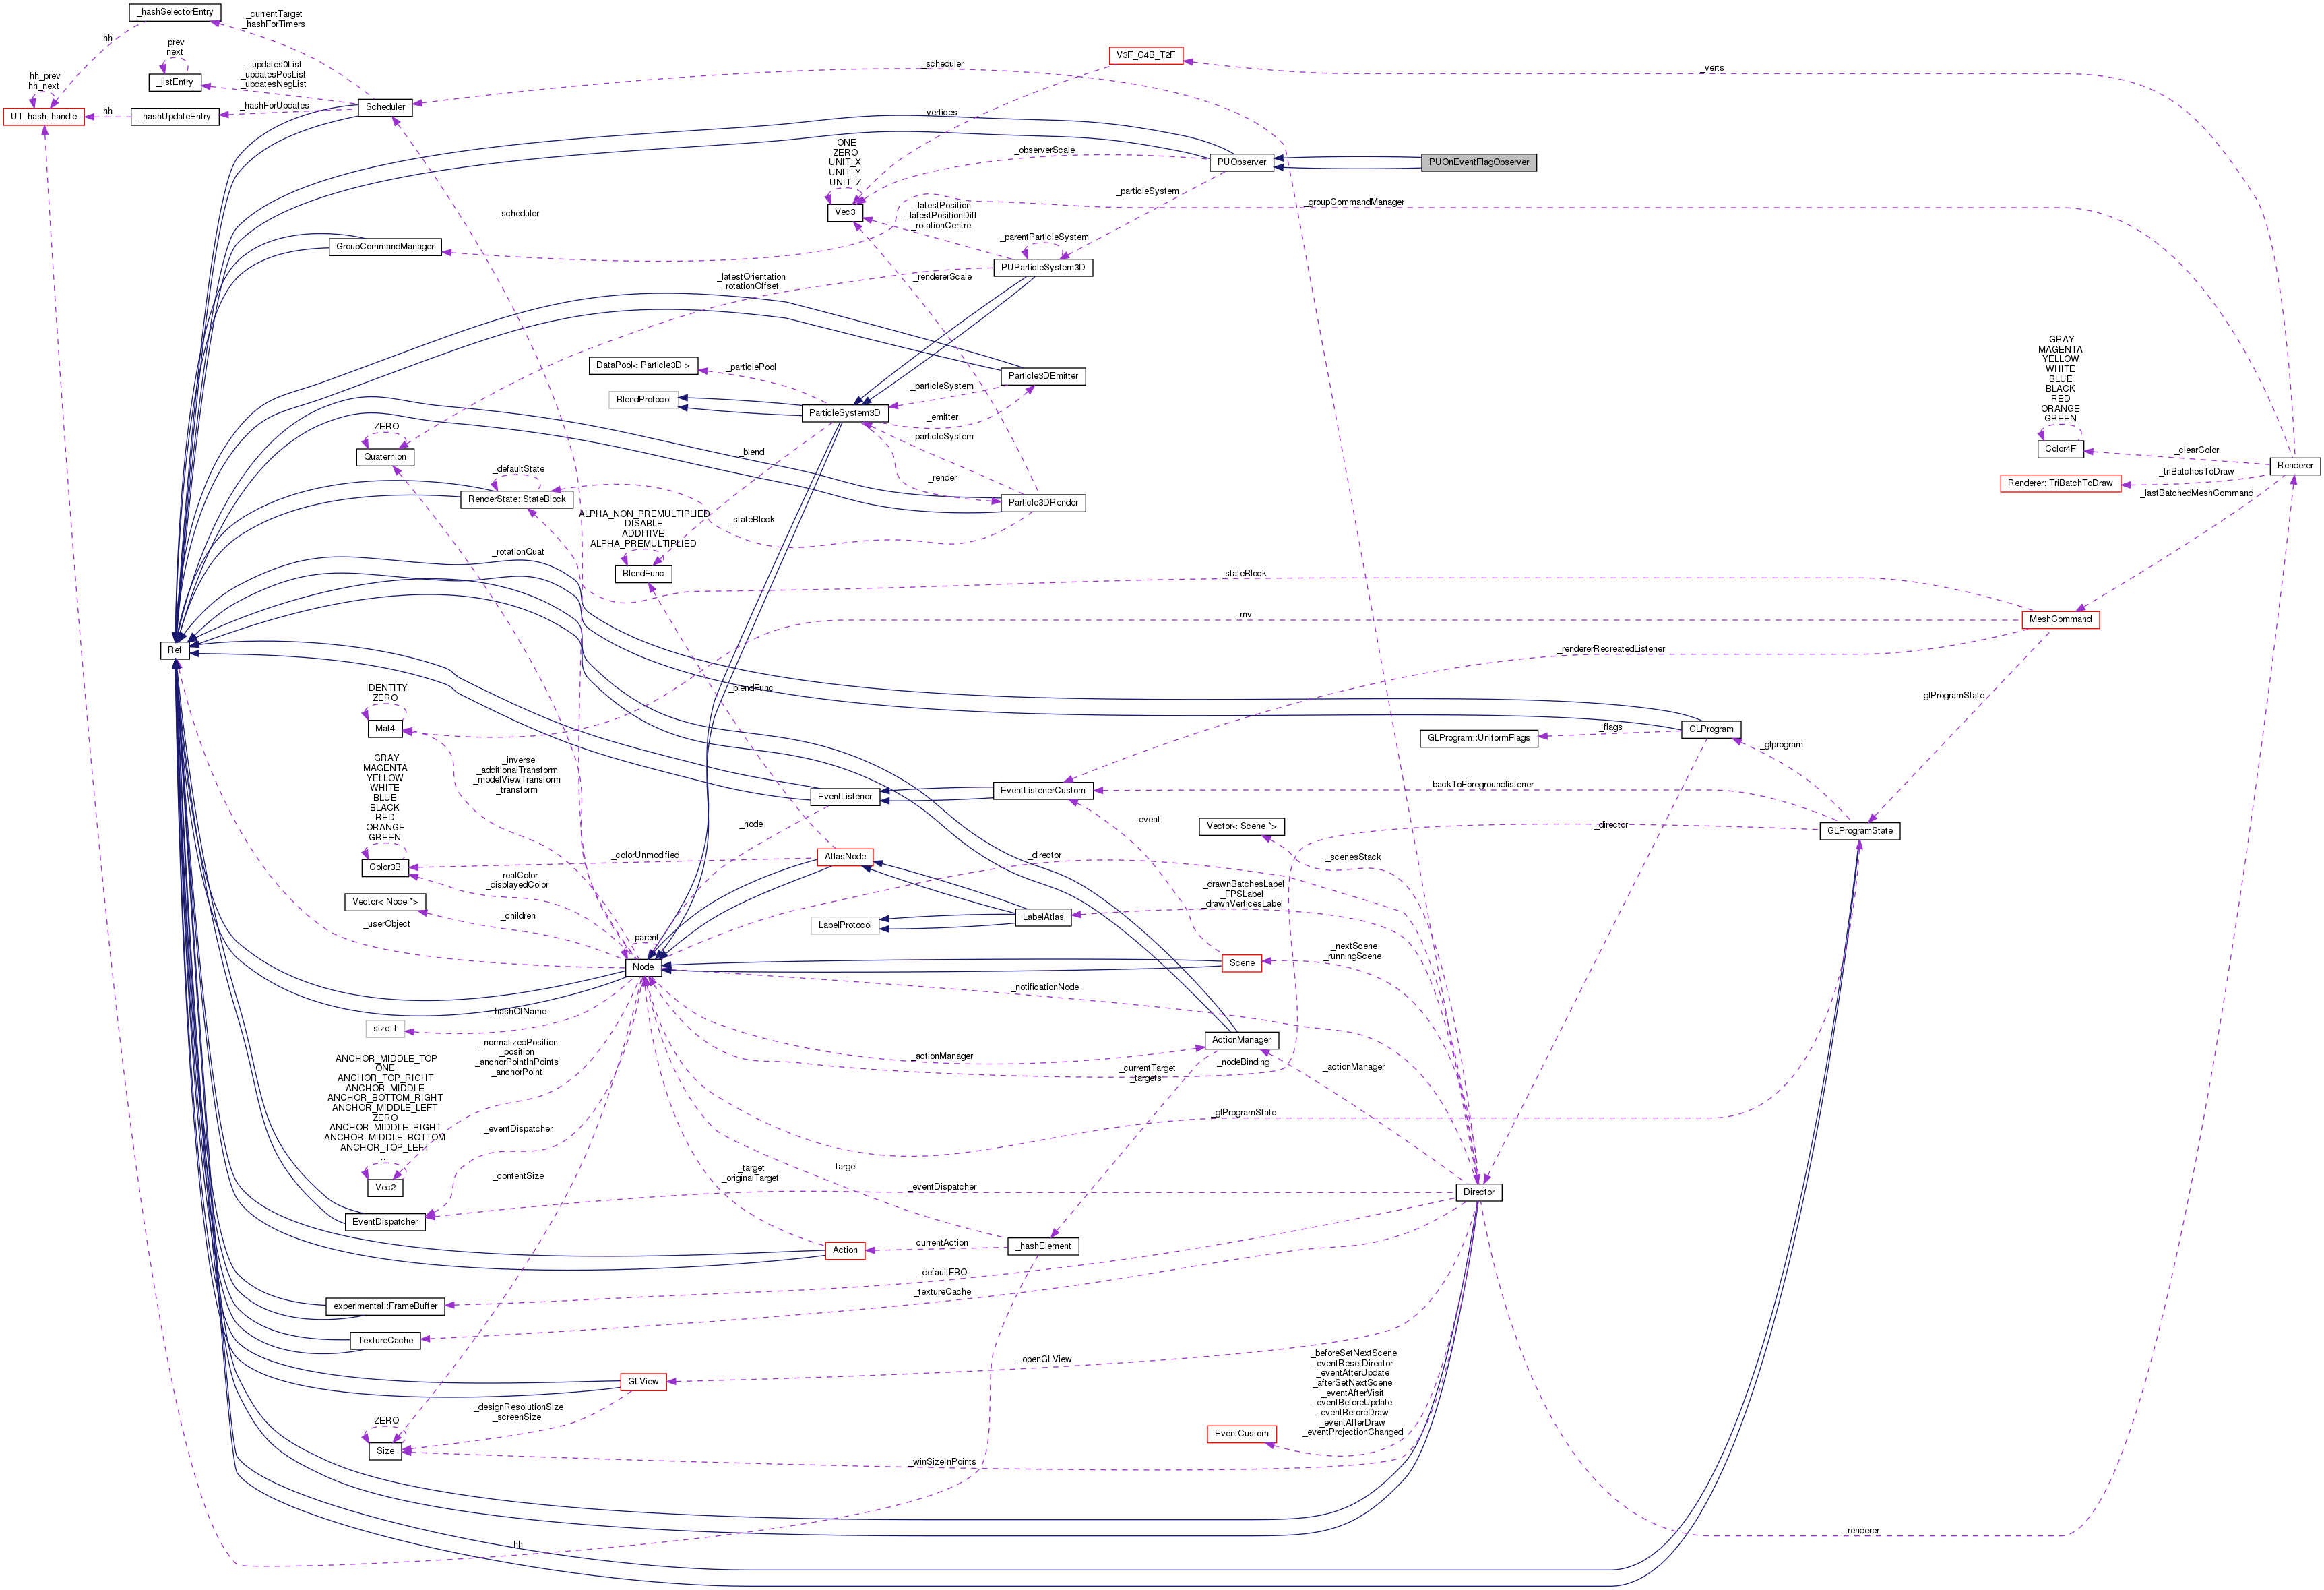 _hashSelectorEntry
_currentTarget
_hashForTimers
hh
prev
next
_listEntry
_updates0List
_updatesPosList
_updatesNegList
hh_prev
hh_next
UT_hash_handle
hh
_hashUpdateEntry
_hashForUpdates
Scheduler
_scheduler
V3F_C4B_T2F
_verts
vertices
ONE
ZERO
UNIT_X
UNIT_Y
UNIT_Z
Vec3
_observerScale
PUObserver
PUOnEventFlagObserver
_particleSystem
_groupCommandManager
_scheduler
_latestPosition
_latestPositionDiff
_rotationCentre
_parentParticleSystem
PUParticleSystem3D
GroupCommandManager
_latestOrientation
_rotationOffset
_rendererScale
DataPool< Particle3D >
_particlePool
Particle3DEmitter
BlendProtocol
ParticleSystem3D
_particleSystem
_emitter
_particleSystem
ZERO
Quaternion
_blend
_render
_defaultState
RenderState::StateBlock
Particle3DRender
_stateBlock
ALPHA_NON_PREMULTIPLIED
DISABLE
ADDITIVE
ALPHA_PREMULTIPLIED
BlendFunc
GRAY
MAGENTA
YELLOW
WHITE
BLUE
BLACK
RED
ORANGE
GREEN
Color4F
_clearColor
Renderer
Renderer::TriBatchToDraw
_triBatchesToDraw
_lastBatchedMeshCommand
_rotationQuat
_stateBlock
_mv
MeshCommand
_rendererRecreatedListener
Ref
IDENTITY
ZERO
Mat4
_blendFunc
_glProgramState
GLProgram::UniformFlags
_flags
GLProgram
_glprogram
_inverse
_additionalTransform
_modelViewTransform
_transform
GRAY
MAGENTA
YELLOW
WHITE
BLUE
BLACK
RED
ORANGE
GREEN
Color3B
EventListener
EventListenerCustom
_backToForegroundlistener
_node
_event
Vector< Scene *>
_director
GLProgramState
_colorUnmodified
AtlasNode
_director
_scenesStack
_realColor
_displayedColor
Vector< Node *>
_children
_drawnBatchesLabel
_FPSLabel
_drawnVerticesLabel
LabelAtlas
LabelProtocol
_userObject
_parent
Node
_nextScene
_runningScene
Scene
_notificationNode
_hashOfName
size_t
ActionManager
_normalizedPosition
_position
_anchorPointInPoints
_anchorPoint
_actionManager
_currentTarget
_targets
_nodeBinding
_actionManager
ANCHOR_MIDDLE_TOP
ONE
ANCHOR_TOP_RIGHT
ANCHOR_MIDDLE
ANCHOR_BOTTOM_RIGHT
ANCHOR_MIDDLE_LEFT
ZERO
ANCHOR_MIDDLE_RIGHT
ANCHOR_MIDDLE_BOTTOM
ANCHOR_TOP_LEFT
...
Vec2
_glProgramState
_eventDispatcher
_contentSize
_target
_originalTarget
target
_eventDispatcher
Director
EventDispatcher
Action
currentAction
_hashElement
_defaultFBO
experimental::FrameBuffer
_textureCache
TextureCache
_openGLView
GLView
_designResolutionSize
_screenSize
ZERO
Size
_beforeSetNextScene
_eventResetDirector
_eventAfterUpdate
_afterSetNextScene
_eventAfterVisit
_eventBeforeUpdate
_eventBeforeDraw
_eventAfterDraw
_eventProjectionChanged
EventCustom
_winSizeInPoints
_renderer
hh